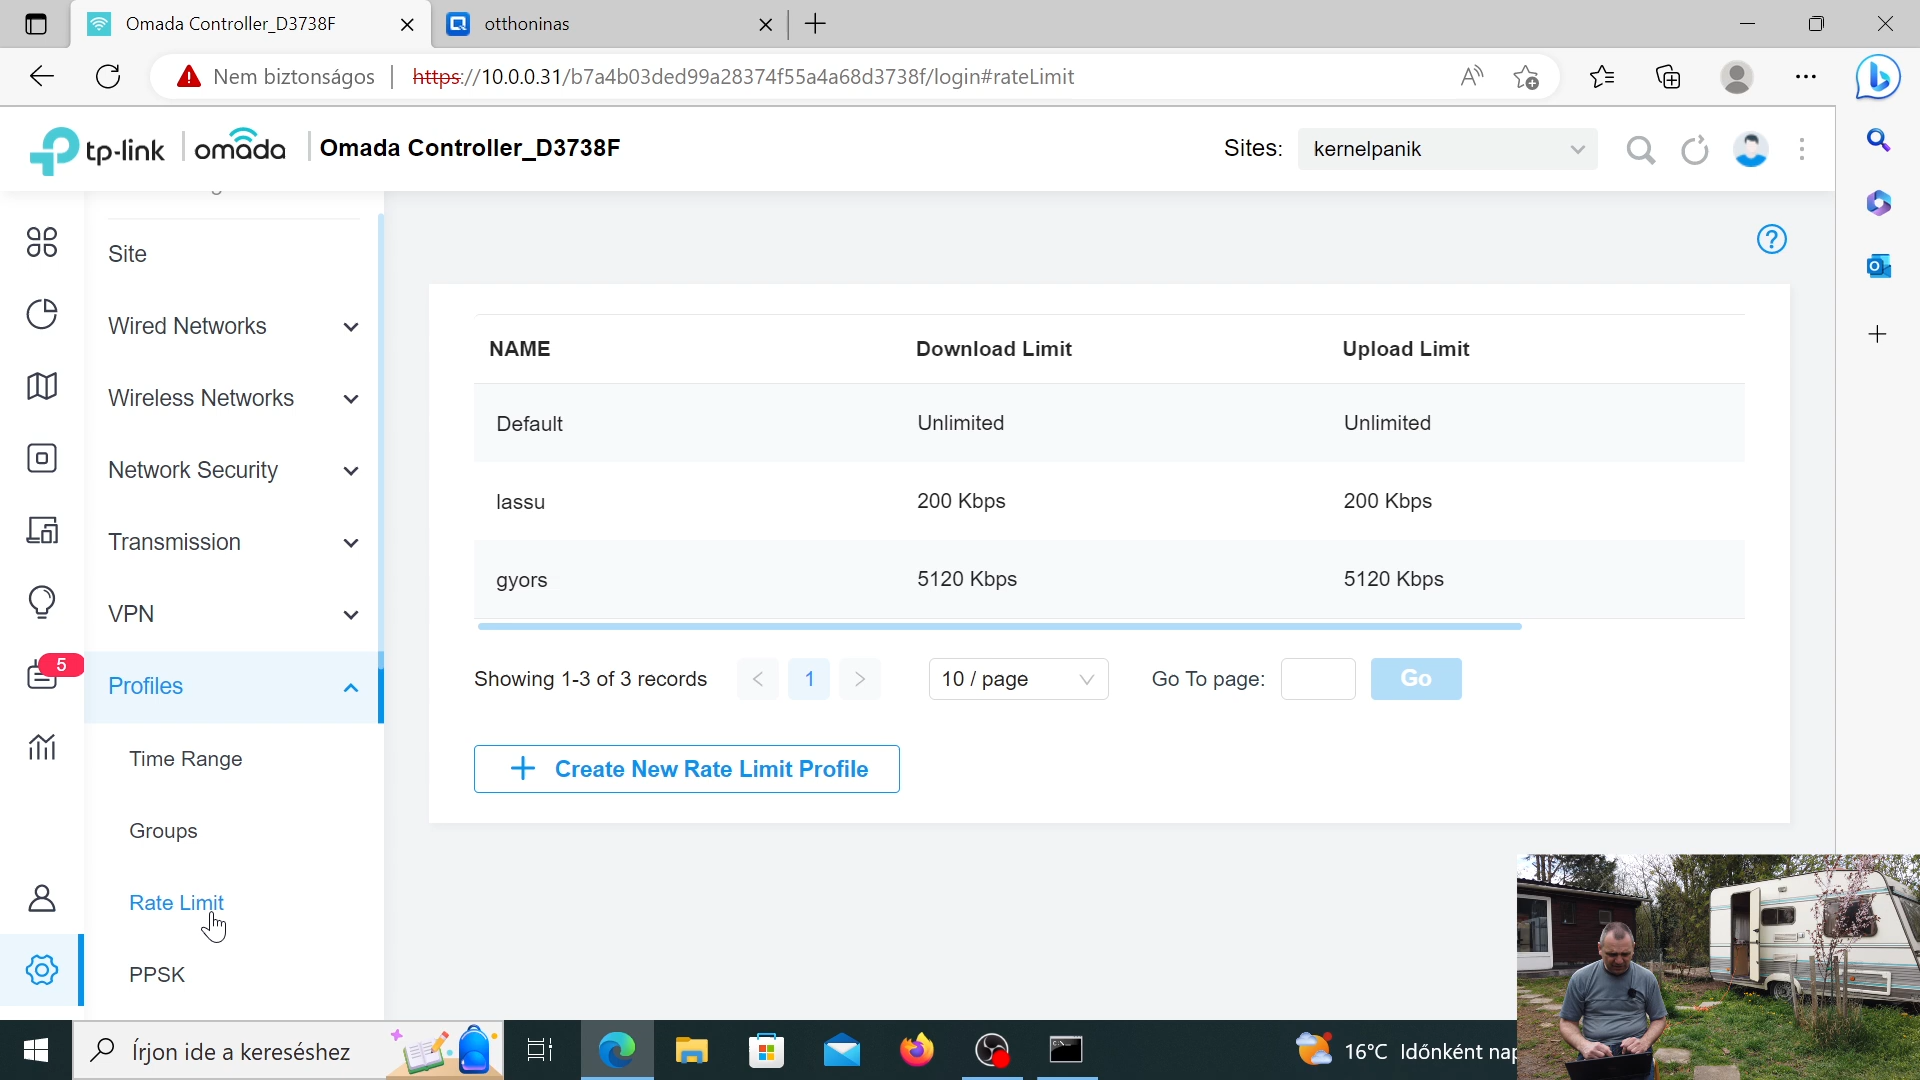 Omada Controller_D3738F
otthoninas
Nem biztonságos
https://10.0.0.31/b7a4b03ded99a28374f55a4a68d3738f/login#rateLimit
tp-link
omada
Omada Controller_D3738F
Sites:
kernelpanik
Site
Wired Networks
Wireless Networks
Network Security
Transmission
VPN
5
Profiles
Time Range
Groups
Rate Limit
PPSK
NAME Download Limit Upload Limit
Default Unlimited Unlimited
lassu 200 Kbps 200 Kbps
gyors 5120 Kbps 5120 Kbps
Showing 1-3 of 3 records
1
10 / page
Go To page:
Go
Create New Rate Limit Profile
Írjon ide a kereséshez
16°C Időnként nap